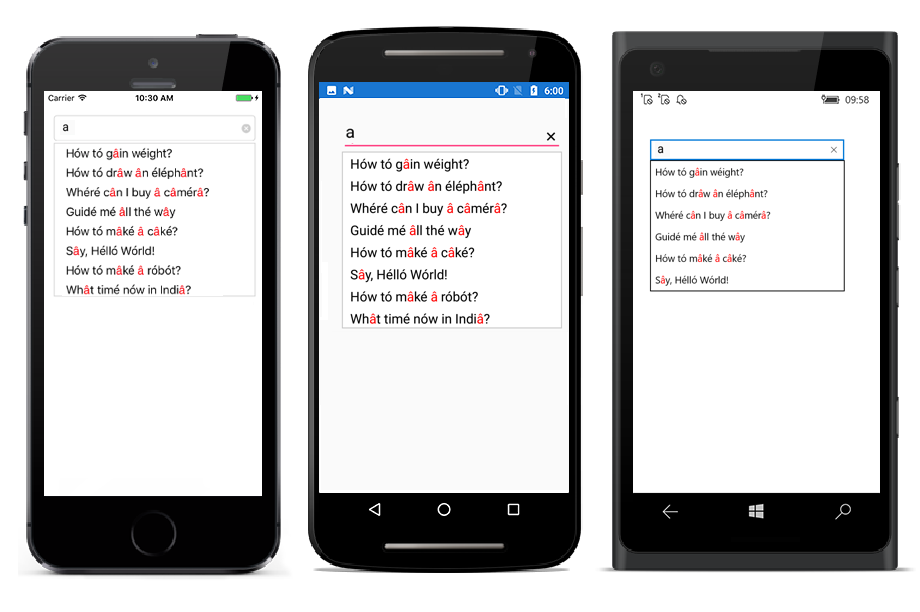 Carrier 10:30 AM
a
Hów tó gâin wéight?
Hów tó drâw ân éléphânt?
Whéré cân I buy â câmérâ?
Guidé mé âll thé wây
Hów tó mâké â câké?
Sây, Hélló Wórld!
Hów tó mâké â róbót?
Whât timé nów in Indiâ?
6:00
a
Hów tó gâin wéight?
Hów tó drâw ân éléphânt?
Whéré cân I buy â câmérâ?
Guidé mé âll thé wây
Hów tó mâké â câké?
Sây, Hélló Wórld!
Hów tó mâké â róbót?
Whât timé nów in Indiâ?
09:58
a
Hów tó gâin wéight?
Hów tó drâw ân éléphânt?
Whéré cân I buy â câmérâ?
Guidé mé âll thé wây
Hów tó mâké â câké?
Sây, Hélló Wórld!